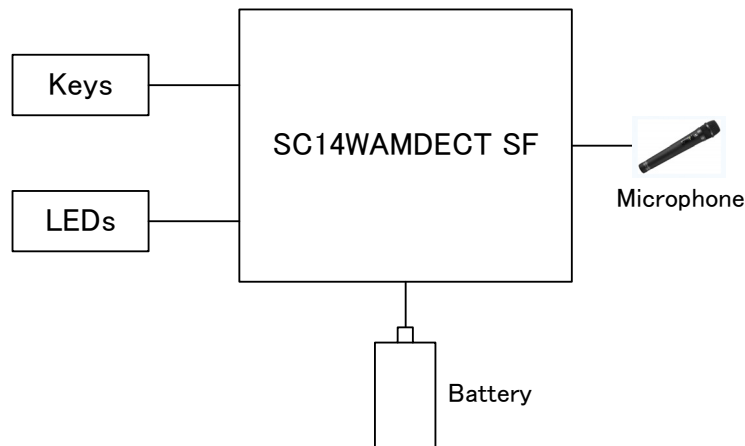 Keys
SC14WAMDECT SF
LEDs
Microphone
Battery